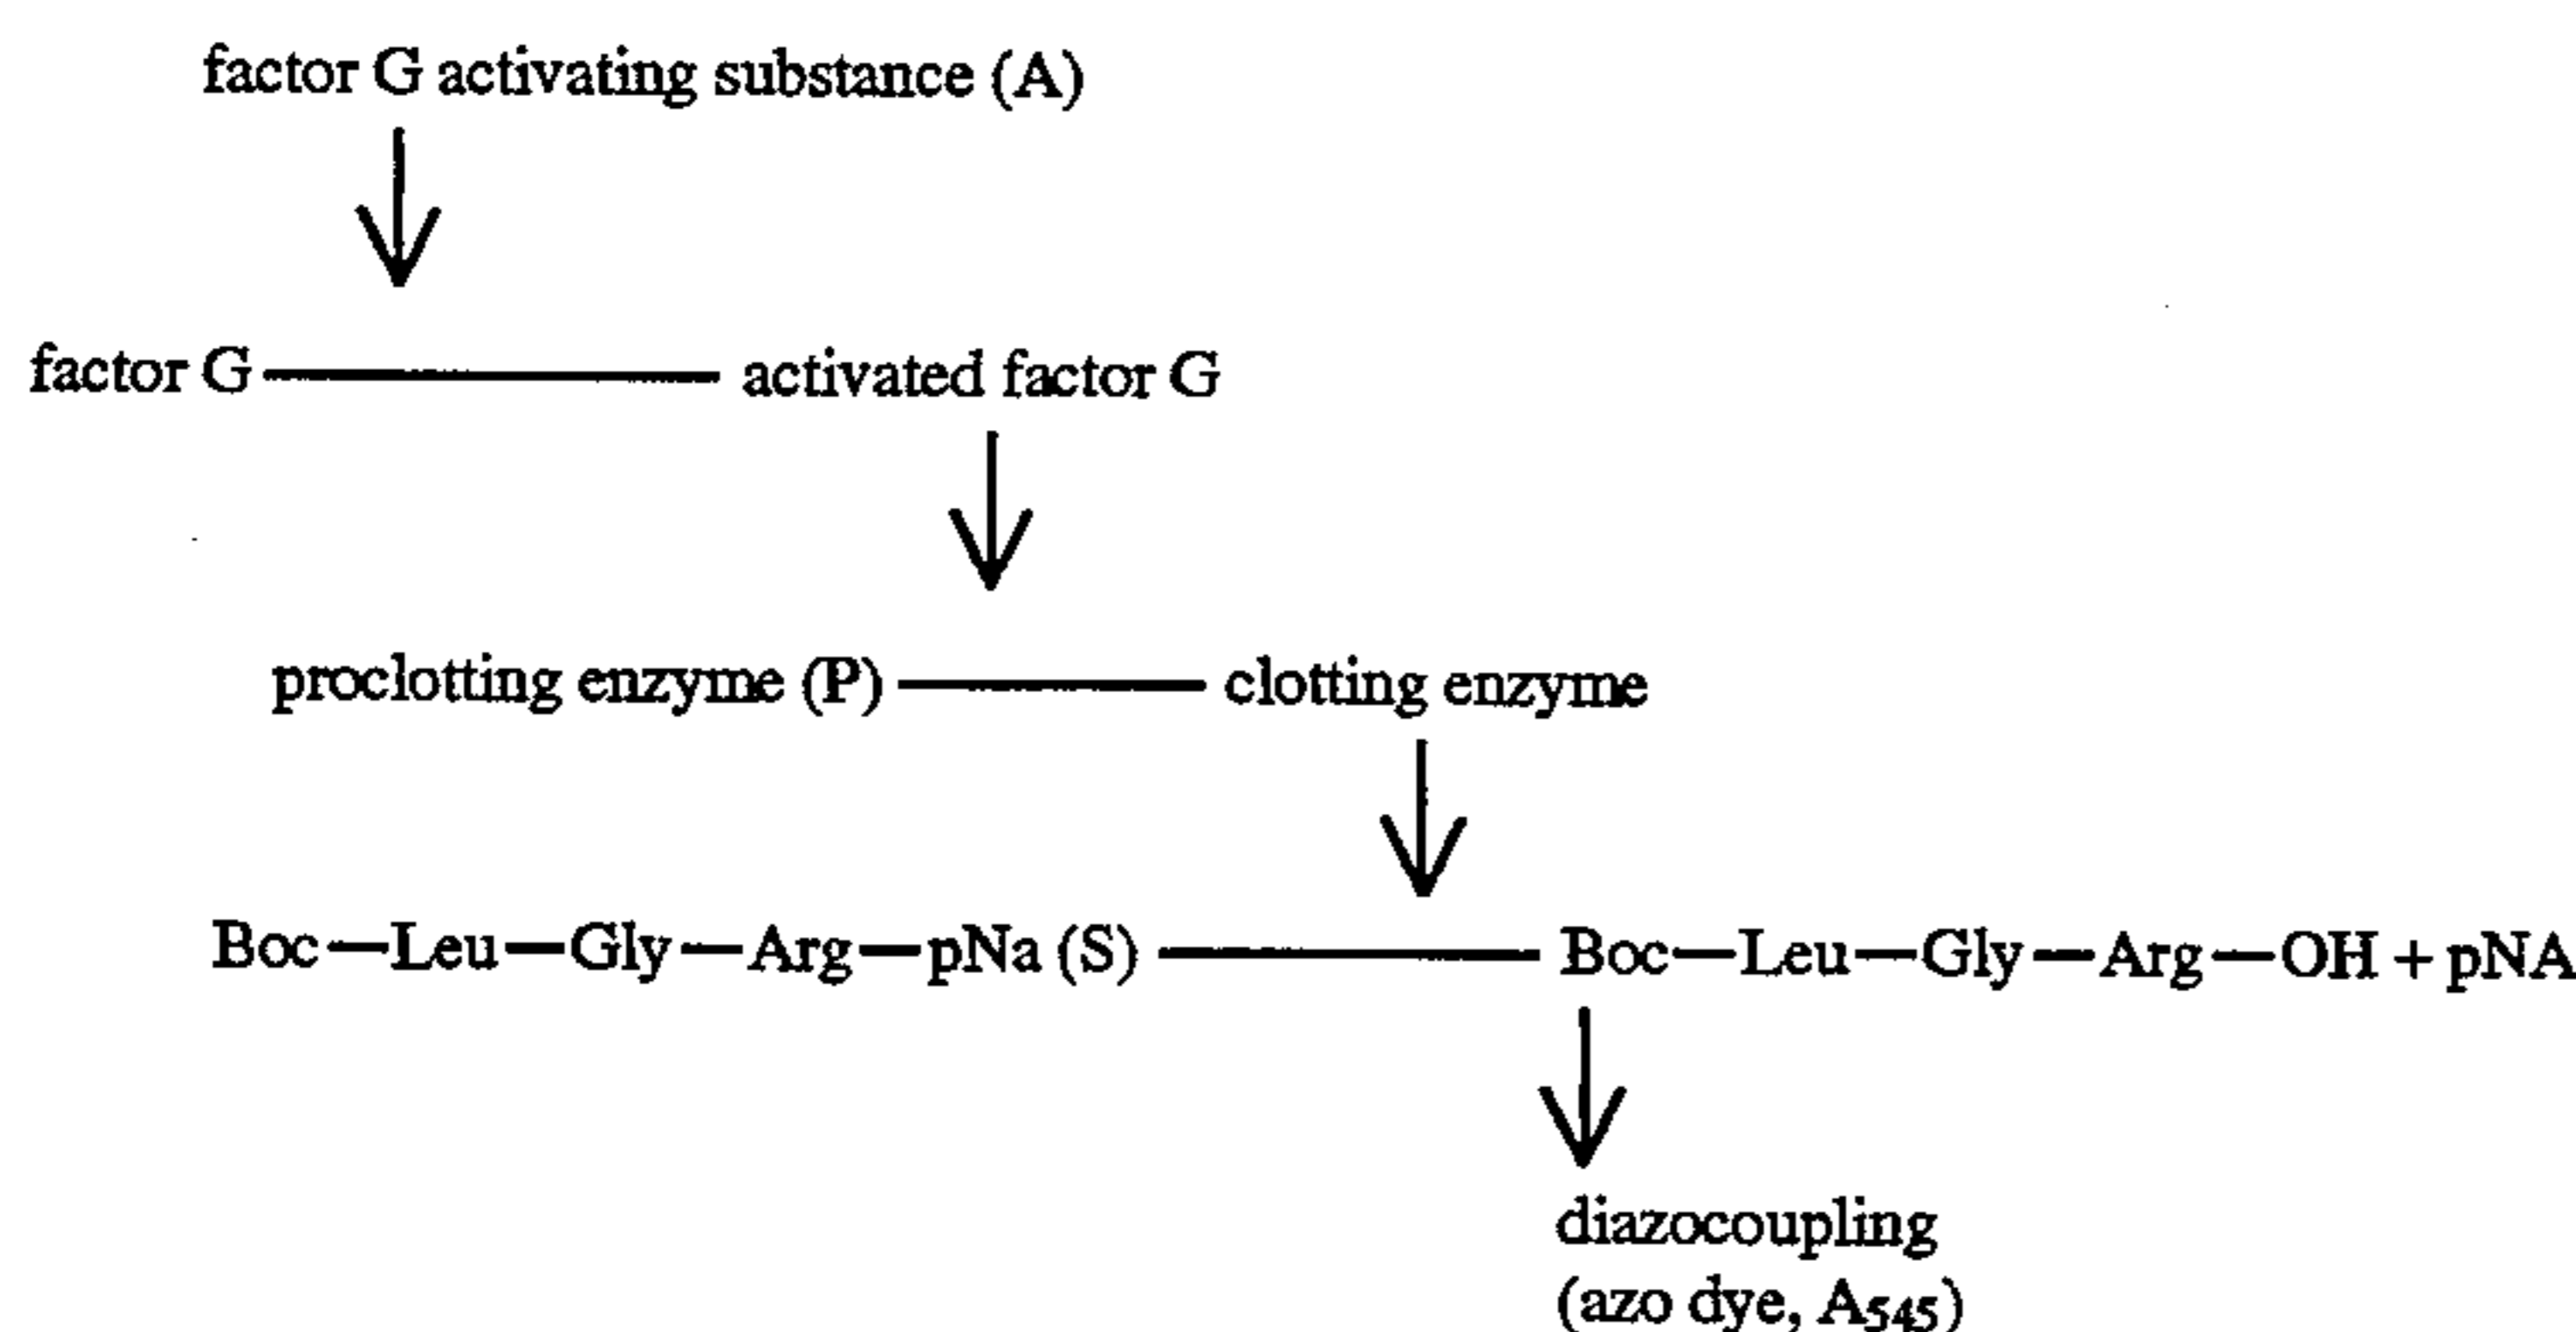 factor G activating substance (A)
factor G — activated factor G
proclotting enzyme (P) — clotting enzyme
Boc—Leu—Gly—Arg—pNa (S) — Boc—Leu—Gly—Arg—OH + pNA
diazocoupling
(azo dye, A545)